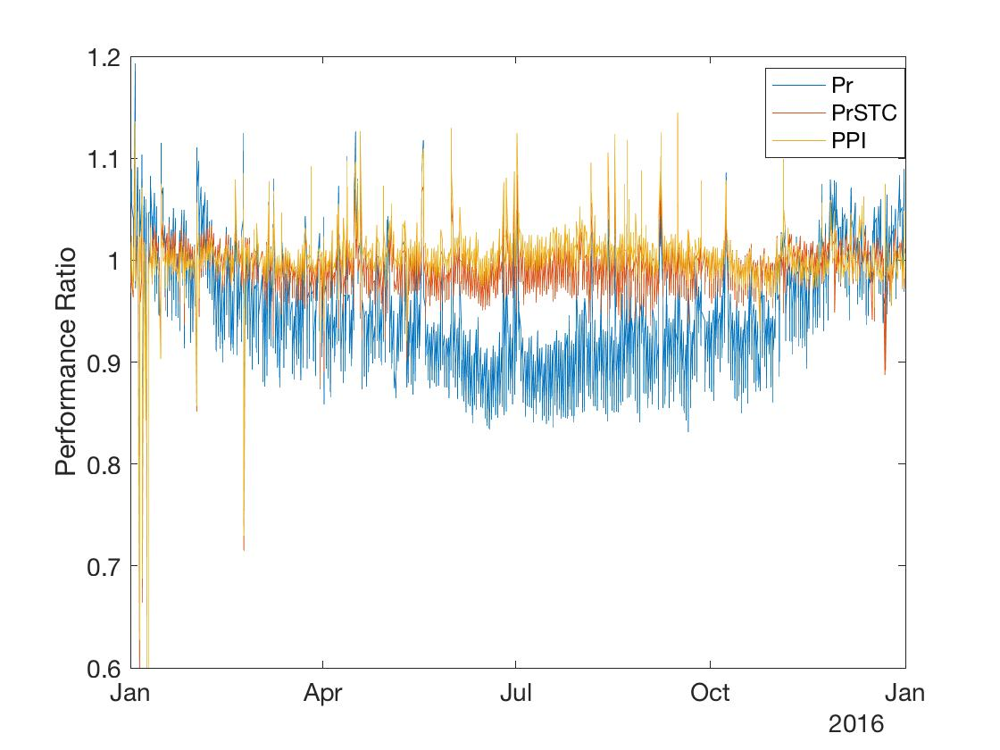 1.2
1.1
1
0.9
0.8
0.7
0.6
Performance Ratio
Pr
PrSTC
PPI
Jan Apr Jul Oct Jan
2016